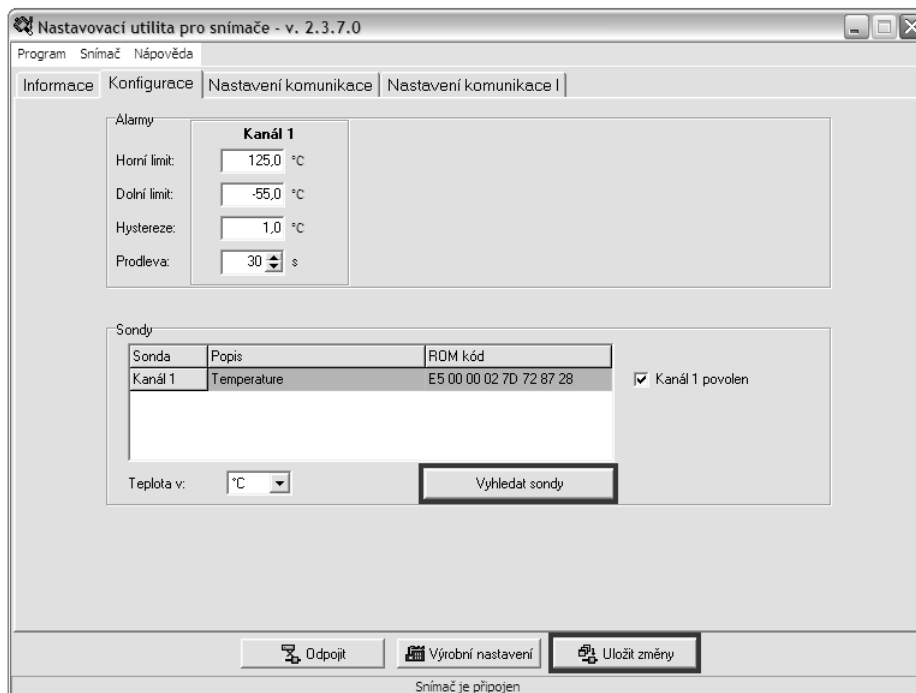 Nastavovací utilita pro snímače - v. 2.3.7.0
Program Snímač Nápověda
Informace Konfigurace Nastavení komunikace Nastavení komunikace I
Alarmy
Kanál 1
Horní limit: 125,0 °C
Dolní limit: -55,0 °C
Hystereze: 1,0 °C
Prodleva: 30 s
Sondy
Sonda Popis ROM kód
Kanál 1 Temperature E5 00 00 02 7D 72 87 28 Kanál 1 povolen
Teplota v: °C Vyhledat sondy
Odpojit Výrobní nastavení Uložit změny
Snímač je připojen